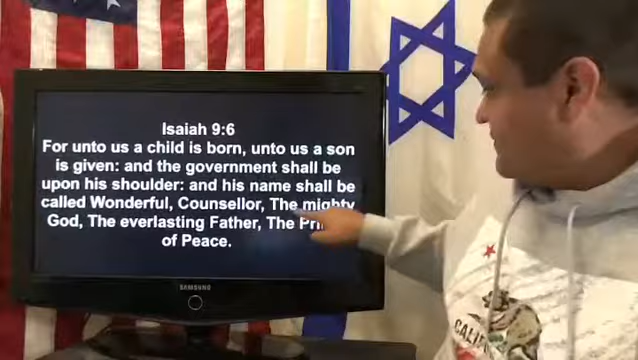 Isaiah 9:6
For unto us a child is born, unto us a son
is given: and the government shall be
upon his shoulder: and his name shall be
called Wonderful, Counsellor, The mighty
God, The everlasting Father, The
of Peace.
SAMSUNG